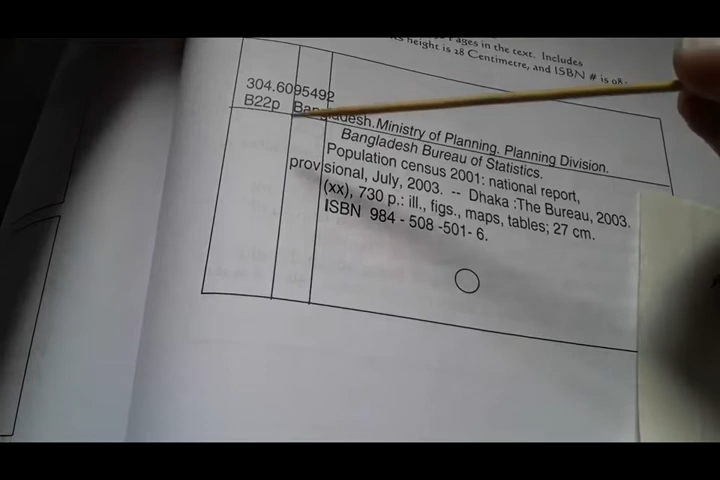 Pages in the text. Includes
height is 28 Centimetre, and ISBN # is 08-
304.6095492
B22p Bangladesh. Ministry of Planning. Planning Division.
Bangladesh Bureau of Statistics.
Population census 2001: national report,
provisional, July, 2003. -- Dhaka :The Bureau, 2003.
(xx), 730 p.: ill., figs., maps, tables; 27 cm.
ISBN 984 - 508 -501- 6.